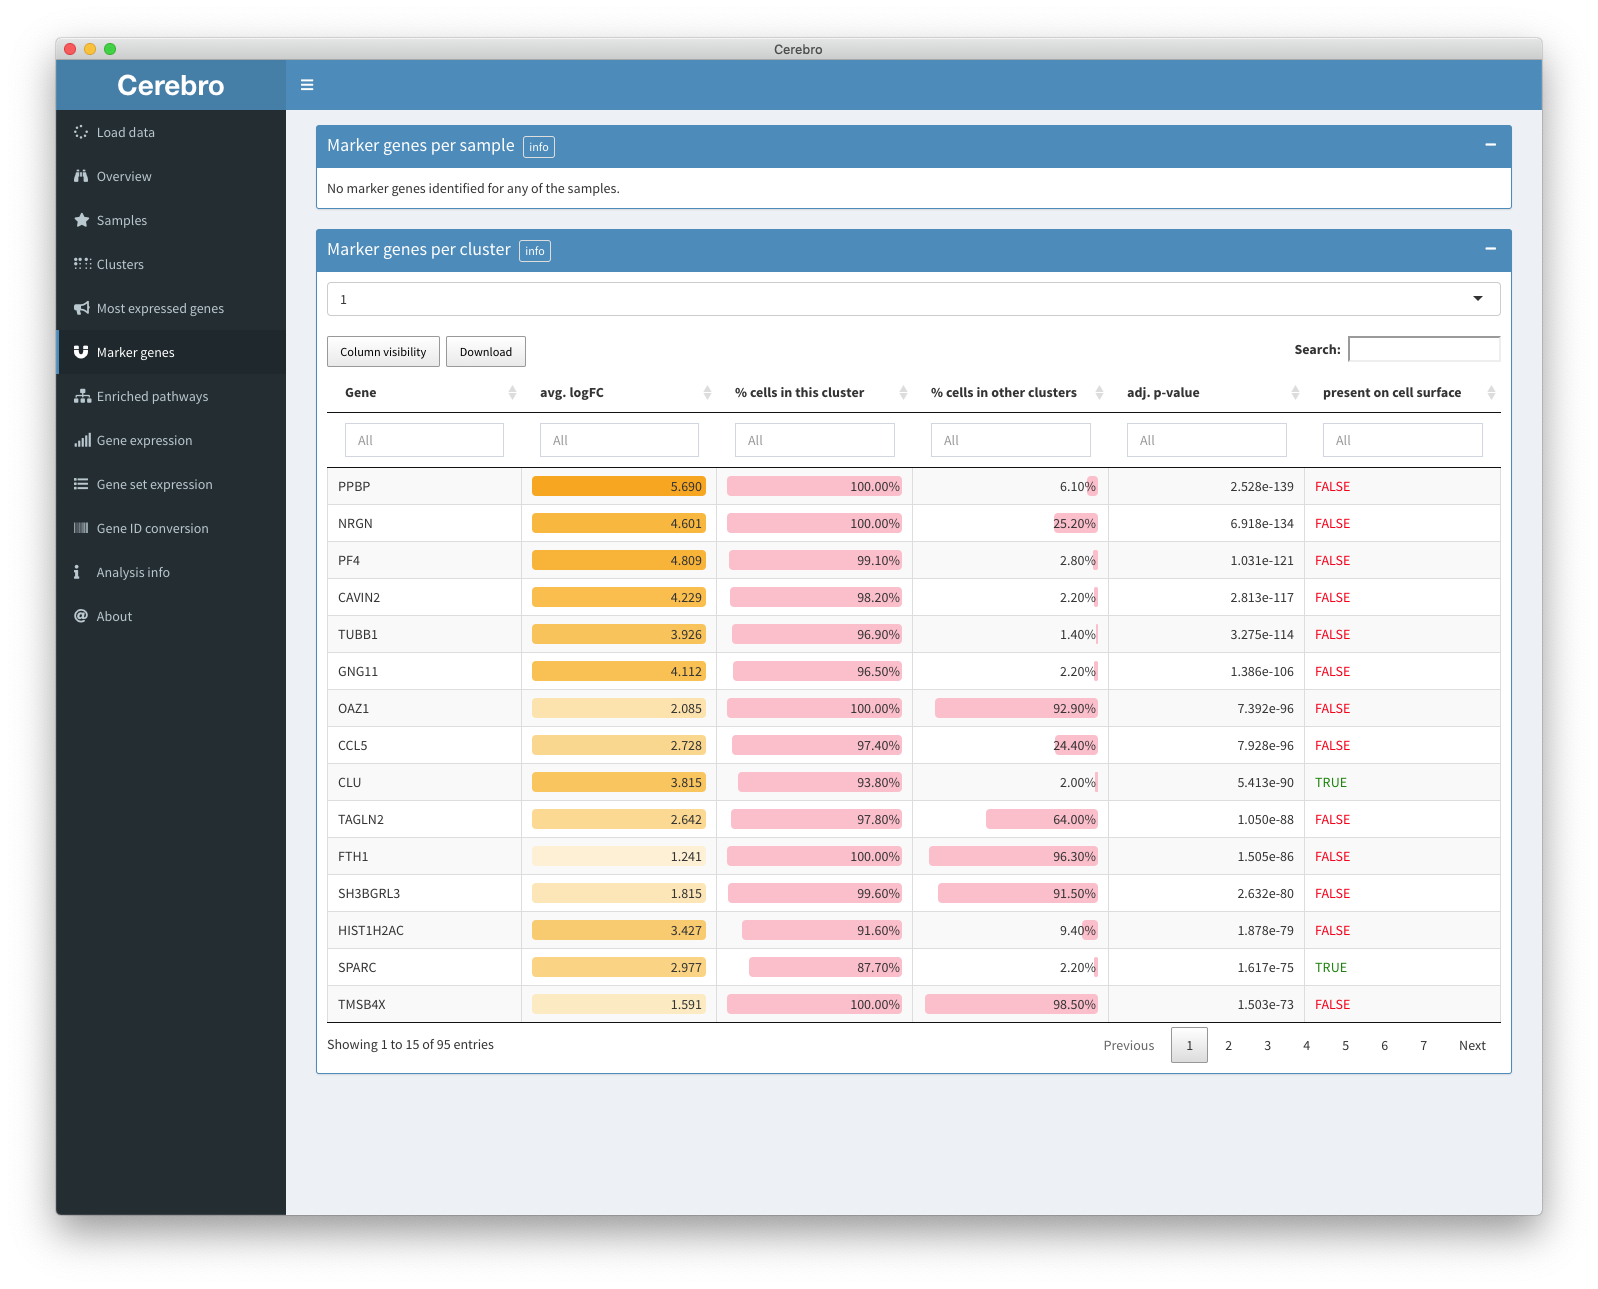 Cerebro
Cerebro
Load data
Overview
Samples
Clusters
Most expressed genes
Marker genes
Enriched pathways
Gene expression
Gene set expression
Gene ID conversion
Analysis info
About
Marker genes per sample info
No marker genes identified for any of the samples.
Marker genes per cluster info
1
Column visibility Download Search:
Gene avg. logFC % cells in this cluster % cells in other clusters adj. p-value present on cell surface
All All All All All All
PPBP 5.690 100.00% 6.10% 2.528e-139 FALSE
NRGN 4.601 100.00% 25.20% 6.918e-134 FALSE
PF4 4.809 99.10% 2.80% 1.031e-121 FALSE
CAVIN2 4.229 98.20% 2.20% 2.813e-117 FALSE
TUBB1 3.926 96.90% 1.40% 3.275e-114 FALSE
GNG11 4.112 96.50% 2.20% 1.386e-106 FALSE
OAZ1 2.085 100.00% 92.90% 7.392e-96 FALSE
CCL5 2.728 97.40% 24.40% 7.928e-96 FALSE
CLU 3.815 93.80% 2.00% 5.413e-90 TRUE
TAGLN2 2.642 97.80% 64.00% 1.050e-88 FALSE
FTH1 1.241 100.00% 96.30% 1.505e-86 FALSE
SH3BGRL3 1.815 99.60% 91.50% 2.632e-80 FALSE
HIST1H2AC 3.427 91.60% 9.40% 1.878e-79 FALSE
SPARC 2.977 87.70% 2.20% 1.617e-75 TRUE
TMSB4X 1.591 100.00% 98.50% 1.503e-73 FALSE
Showing 1 to 15 of 95 entries Previous 1 2 3 4 5 6 7 Next